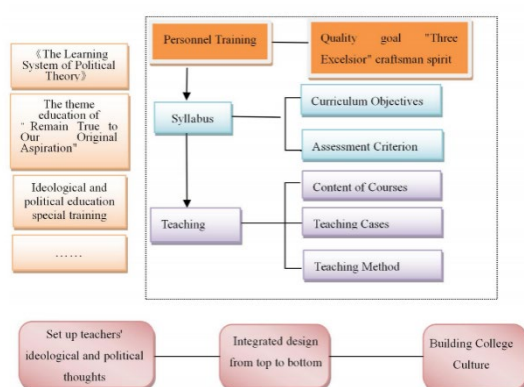 《The Learning
System of Political
Theory》
The theme
education of
" Remain True to
Our Original
Aspiration"
Ideological and
political education
special training
……
Personnel Training
Quality goal "Three
Excelsior" craftsman spirit
Syllabus
Curriculum Objectives
Assessment Criterion
Teaching
Content of Courses
Teaching Cases
Teaching Method
Set up teachers'
ideological and political
thoughts
Integrated design
from top to bottom
Building College
Culture